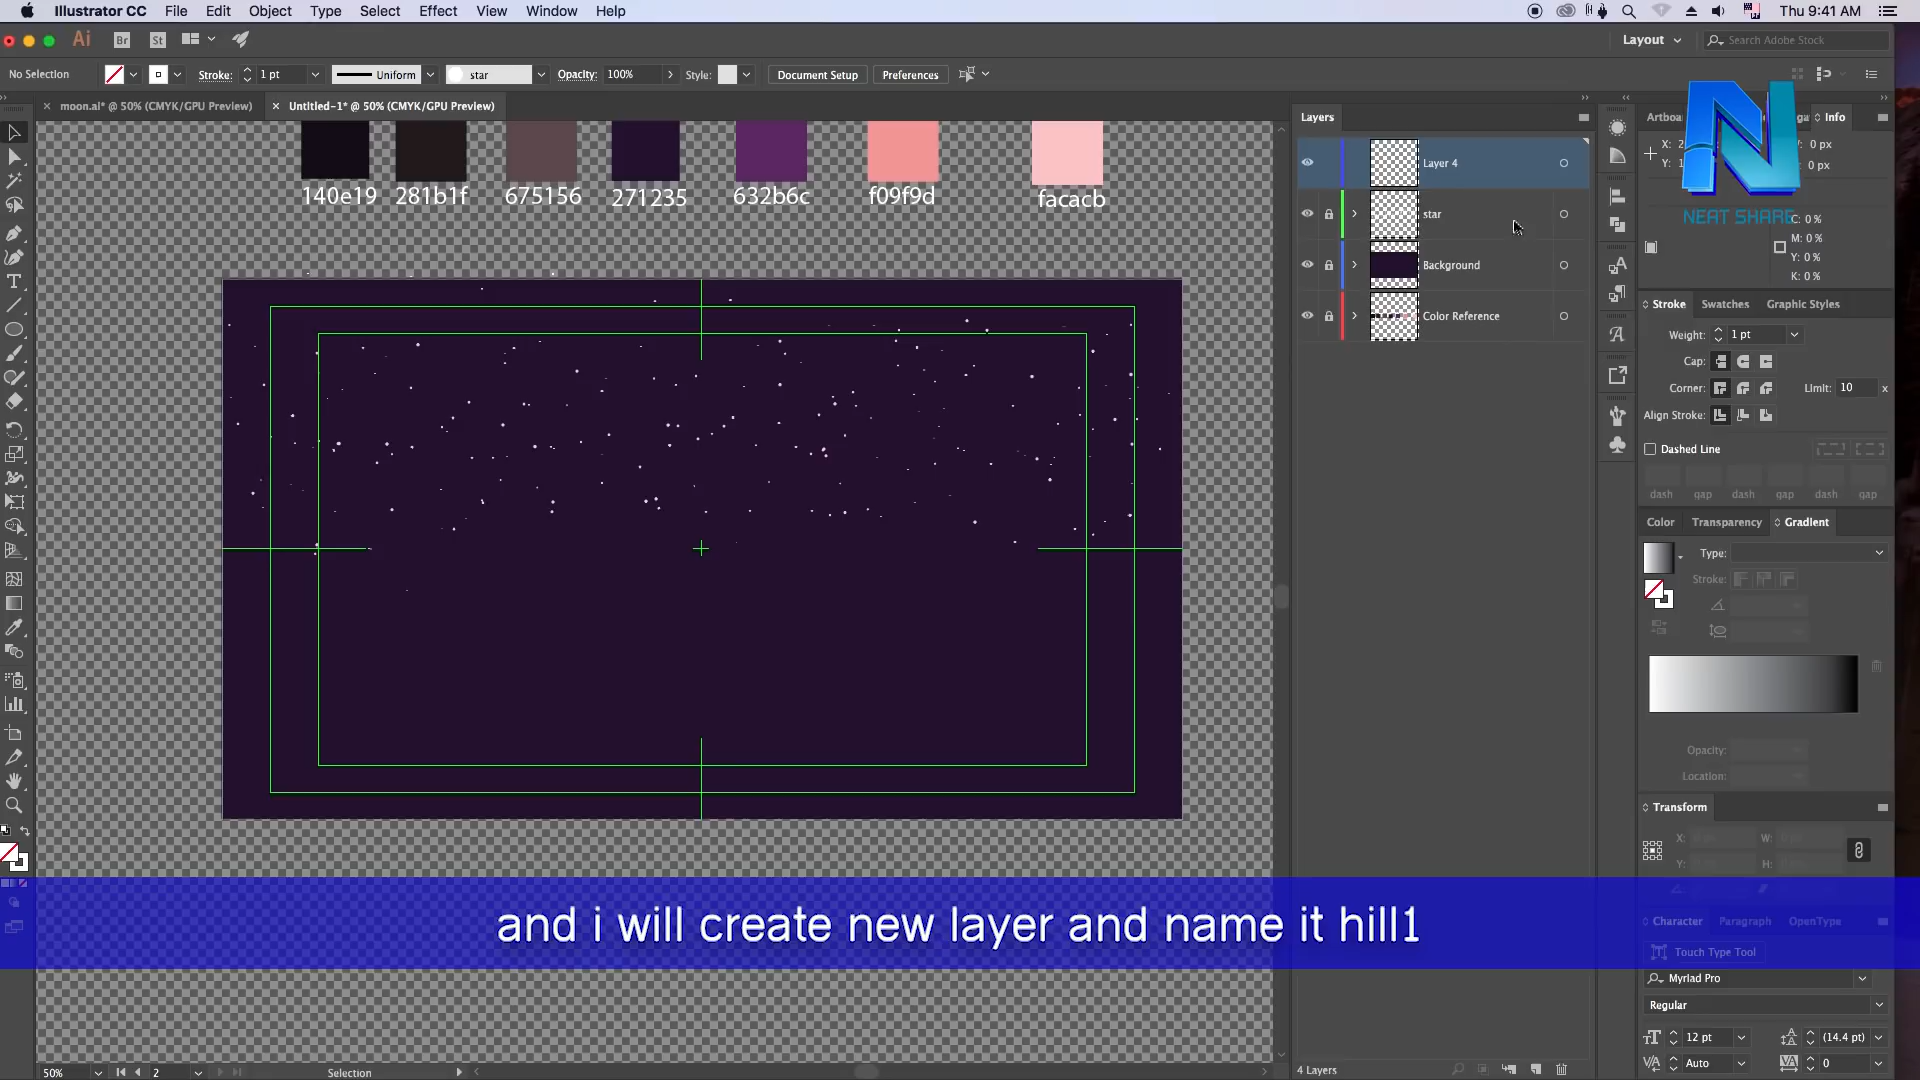 Illustrator CC File Edit Object Type Select Effect View Window Help
Thu 9:41 AM
Ai Br St
Layout
Search Adobe Stock
No Selection
Stroke: 1 pt
Uniform
star
Opacity: 100%
Style:
Document Setup
Preferences
moon.ai* @ 50% (CMYK/GPU Preview)
Untitled-1* @ 50% (CMYK/GPU Preview)
140e19 281b1f 675156 271235 632b6c f09f9d facacb
Layers
Layer 4
star
Background
Color Reference
4 Layers
Info
X:
Y:
0 px
0 px
NEAT SHARE
C: 0 %
M: 0 %
Y: 0 %
K: 0 %
Stroke Swatches Graphic Styles
Weight: 1 pt
Cap:
Corner: Limit: 10 x
Align Stroke:
Dashed Line
dash gap dash gap dash gap
Color Transparency Gradient
Type:
Stroke:
Opacity:
Location:
Transform
X: W:
Y: H:
and i will create new layer and name it hill1
Character Paragraph OpenType
Touch Type Tool
Myriad Pro
Regular
12 pt (14.4 pt)
Auto 0
50% 2 Selection